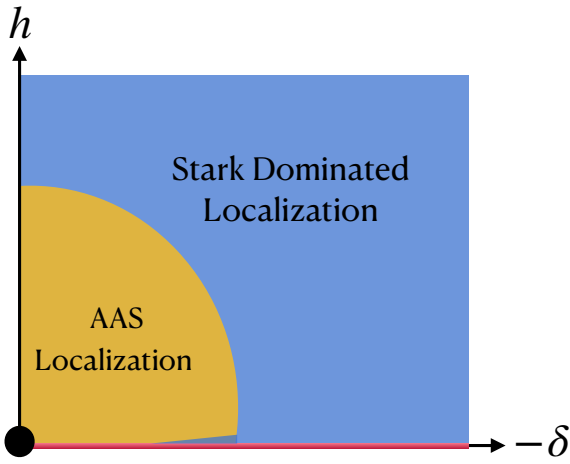 h
Stark Dominated
Localization
AAS
Localization
−δ